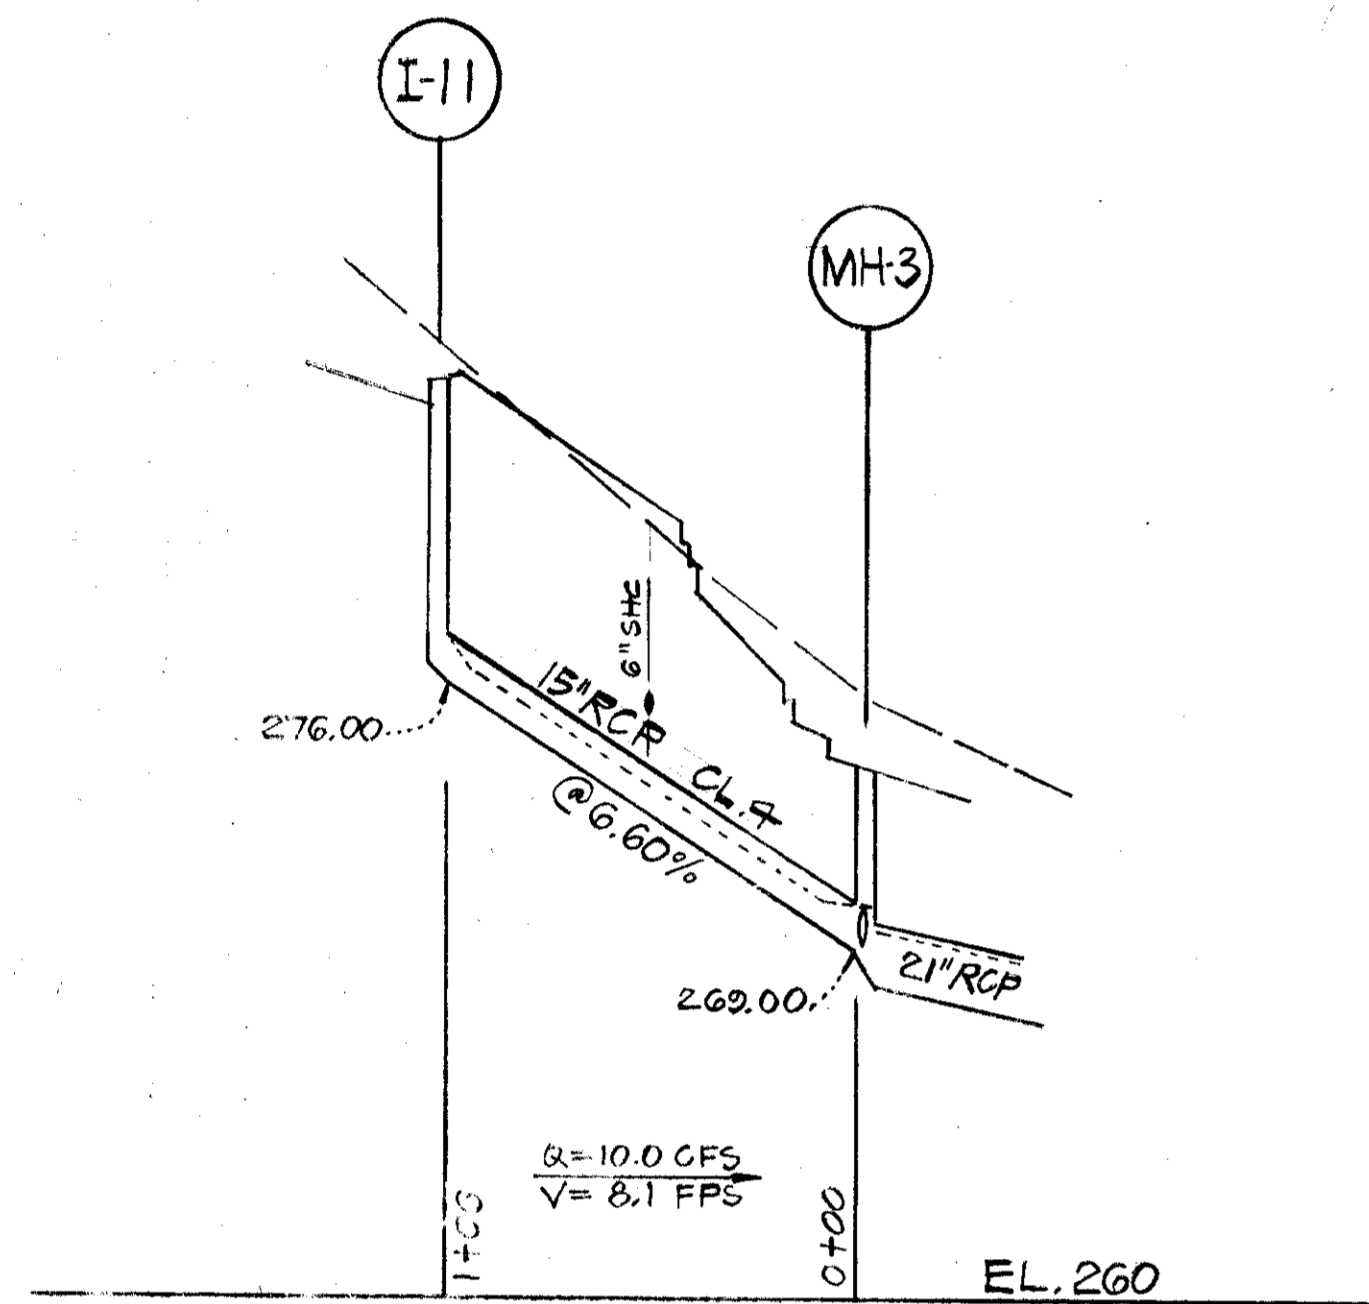 I-11
MH-3
6" SHC
15" RCP CL. 4
276.00
@ 6.60%
21" RCP
269.00
Q = 10.0 CFS
V = 8.1 FPS
1+00
0+00
EL. 260